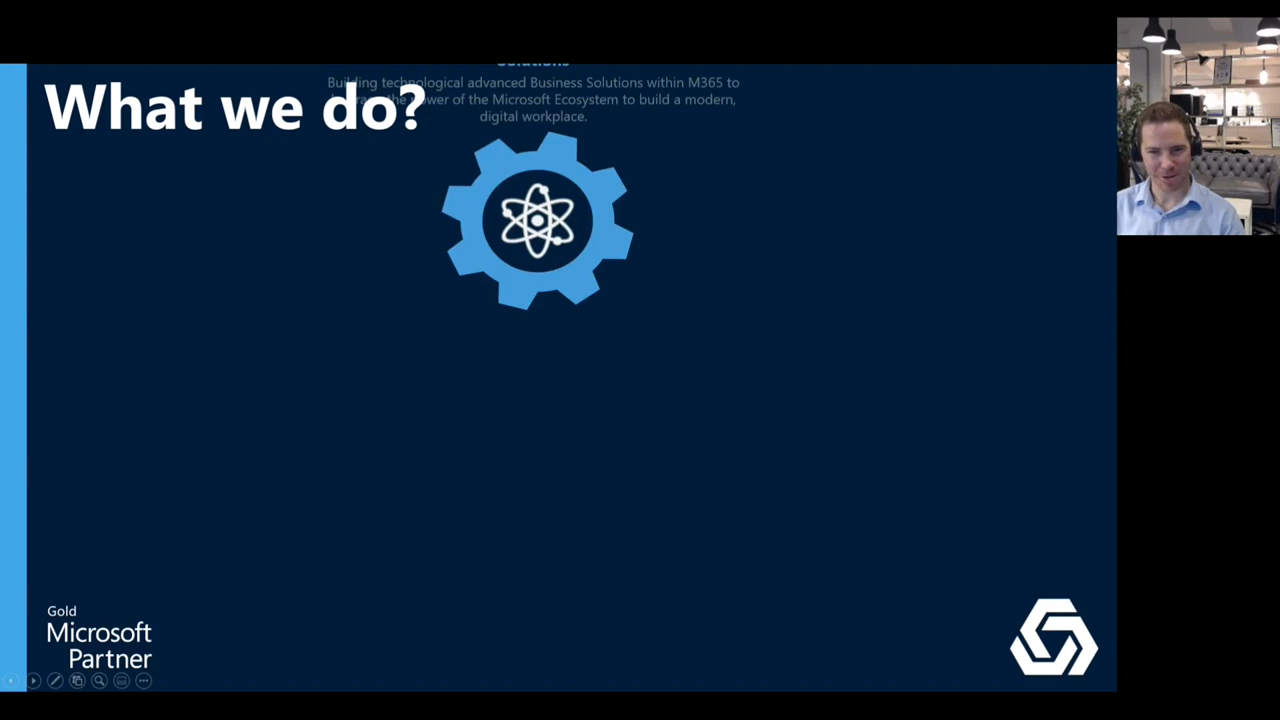 Solutions
What we do?
Building technological advanced Business Solutions within M365 to
the power of the Microsoft Ecosystem to build a modern,
digital workplace.
Gold
Microsoft
Partner